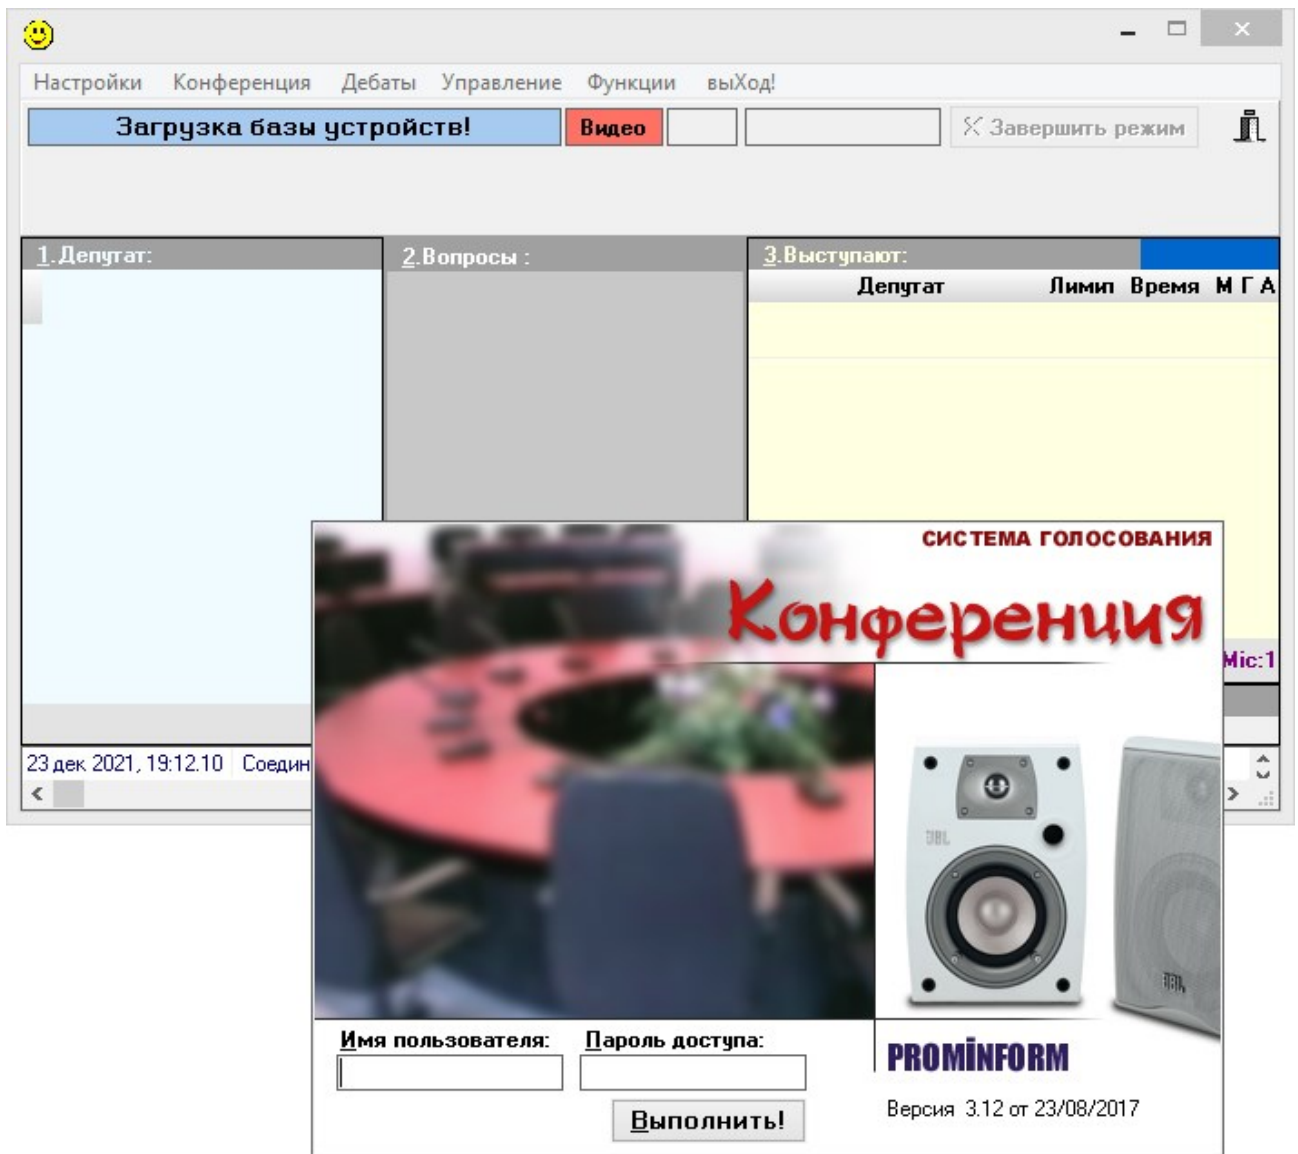 Настройки Конференция Дебаты Управление Функции выХод!
Загрузка базы устройств! Видео Завершить режим
1.Депутат: 2.Вопросы : 3.Выступают:
Депутат Лимит Время М Г А
СИСТЕМА ГОЛОСОВАНИЯ
Конференция
Mic:1
23 дек 2021, 19:12.10 Соедин
JBL
JBL
Имя пользователя: Пароль доступа:
PROMINFORM
Выполнить!
Версия 3.12 от 23/08/2017